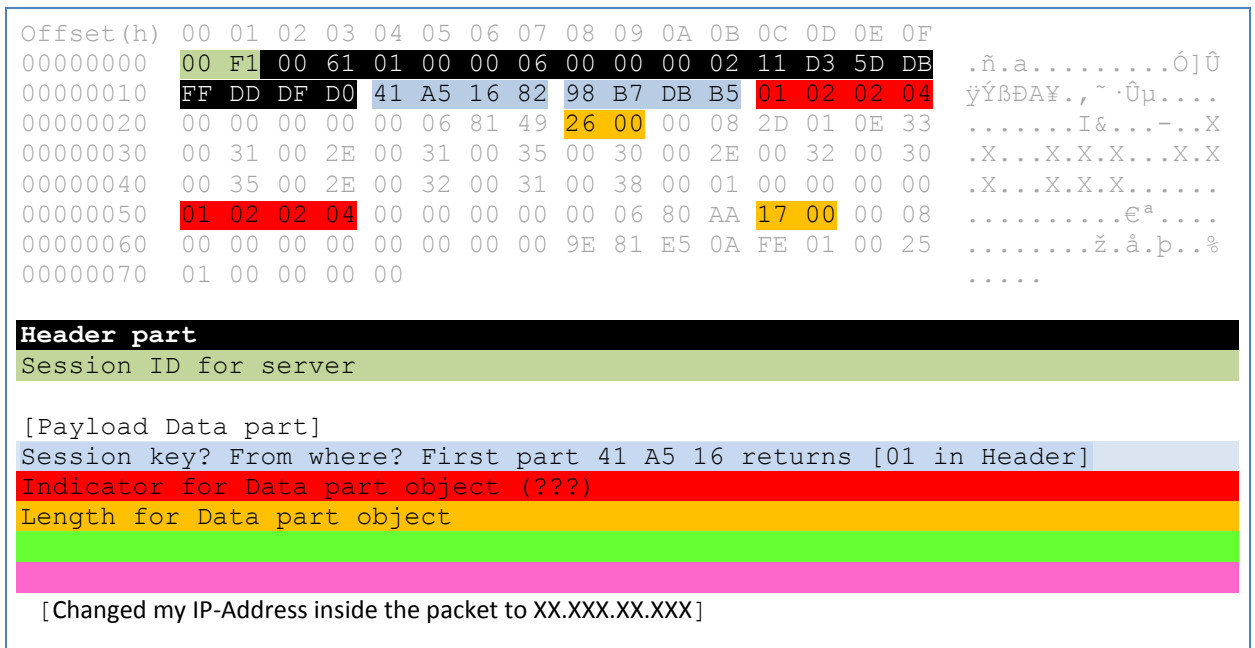 Offset(h) 00 01 02 03 04 05 06 07 08 09 0A 0B 0C 0D 0E 0F
00000000 00 F1 00 61 01 00 00 06 00 00 00 02 11 D3 5D DB .ñ.a.........Ó]Û
00000010 FF DD DF D0 41 A5 16 82 98 B7 DB B5 01 02 02 04 ÿÝßÐA¥.‚˜·Ûµ....
00000020 00 00 00 00 00 06 81 49 26 00 00 08 2D 01 0E 33 .......I&...-..X
00000030 00 31 00 2E 00 31 00 35 00 30 00 2E 00 32 00 30 .X...X.X.X...X.X
00000040 00 35 00 2E 00 32 00 31 00 38 00 01 00 00 00 00 .X...X.X.X......
00000050 01 02 02 04 00 00 00 00 00 06 80 AA 17 00 00 08 ..........€ª....
00000060 00 00 00 00 00 00 00 00 9E 81 E5 0A FE 01 00 25 ........ž.å.þ..%
00000070 01 00 00 00 00 .....
Header part
Session ID for server
[Payload Data part]
Session key? From where? First part 41 A5 16 returns [01 in Header]
Indicator for Data part object (???)
Length for Data part object
[Changed my IP-Address inside the packet to XX.XXX.XX.XXX]